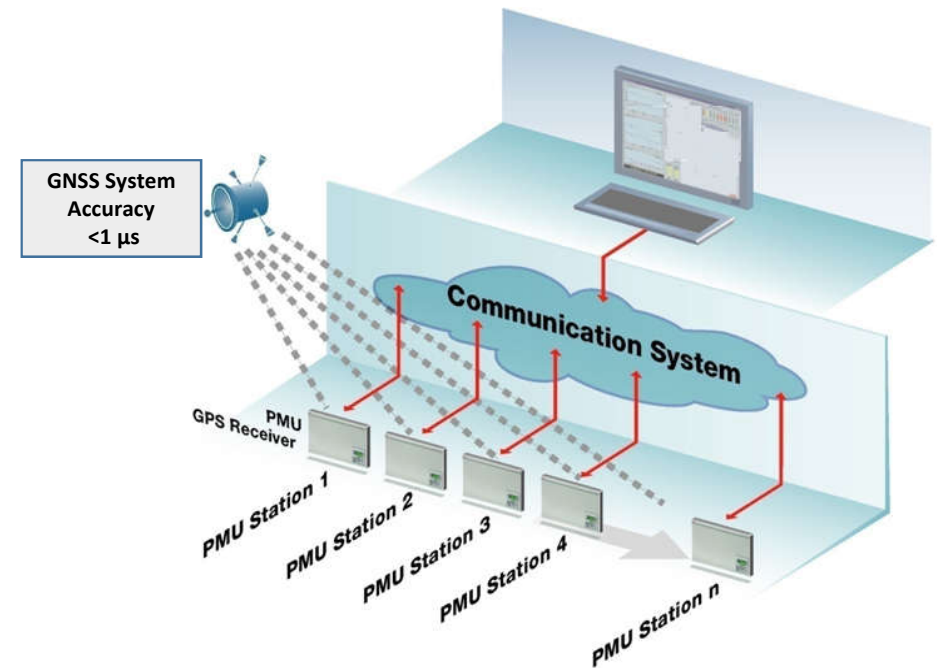 GNSS System
Accuracy
<1 µs
Communication System
PMU
GPS Receiver
PMU Station 1
PMU Station 2
PMU Station 3
PMU Station 4
PMU Station n